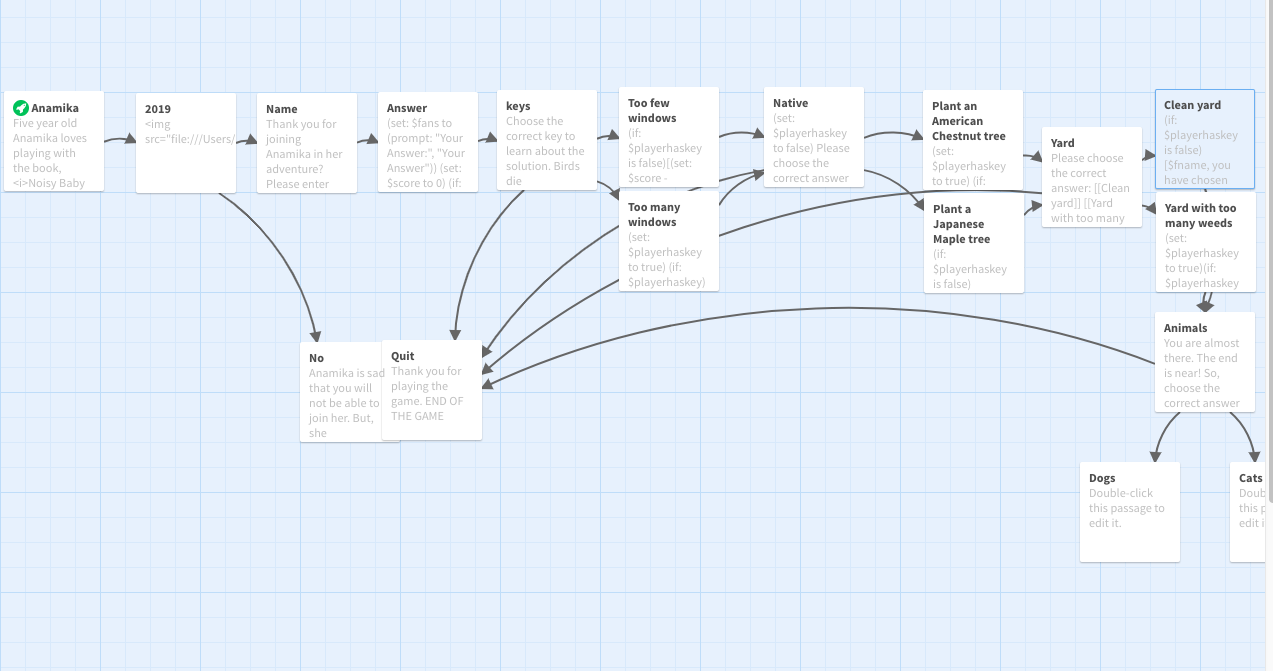 Anamika
Five year old
Anamika loves
playing with
the book,
<i>Noisy Baby
2019
<img
src="file:///Users/
Name
Thank you for
joining
Anamika in her
adventure?
Please enter
Answer
(set: $fans to
(prompt: "Your
Answer:", "Your
Answer")) (set:
$score to 0) (if:
keys
Choose the
correct key to
learn about the
solution. Birds
die
Too few
windows
(if:
$playerhaskey
is false)[(set:
$score -
Too many
windows
(set:
$playerhaskey
to true) (if:
$playerhaskey)
Native
(set:
$playerhaskey
to false) Please
choose the
correct answer
Plant an
American
Chestnut tree
(set:
$playerhaskey
to true) (if:
Plant a
Japanese
Maple tree
(if:
$playerhaskey
is false)
Yard
Please choose
the correct
answer: [[Clean
yard]] [[Yard
with too many
Clean yard
(if:
$playerhaskey
is false)
[$fname, you
have chosen
Yard with too
many weeds
(set:
$playerhaskey
to true)(if:
$playerhaskey
No
Anamika is sad
that you will
not be able to
join her. But,
she
Quit
Thank you for
playing the
game. END OF
THE GAME
Animals
You are almost
there. The end
is near! So,
choose the
correct answer
Dogs
Double-click
this passage to
edit it.
Cats
this
edit